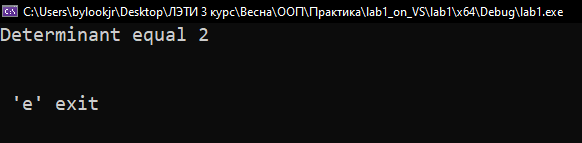 C:\Users\bylookjr\Desktop\ЛЭТИ 3 курс\Весна\ООП\Практика\lab1_on_VS\lab1\x64\Debug\lab1.exe
Determinant equal 2
'e' exit